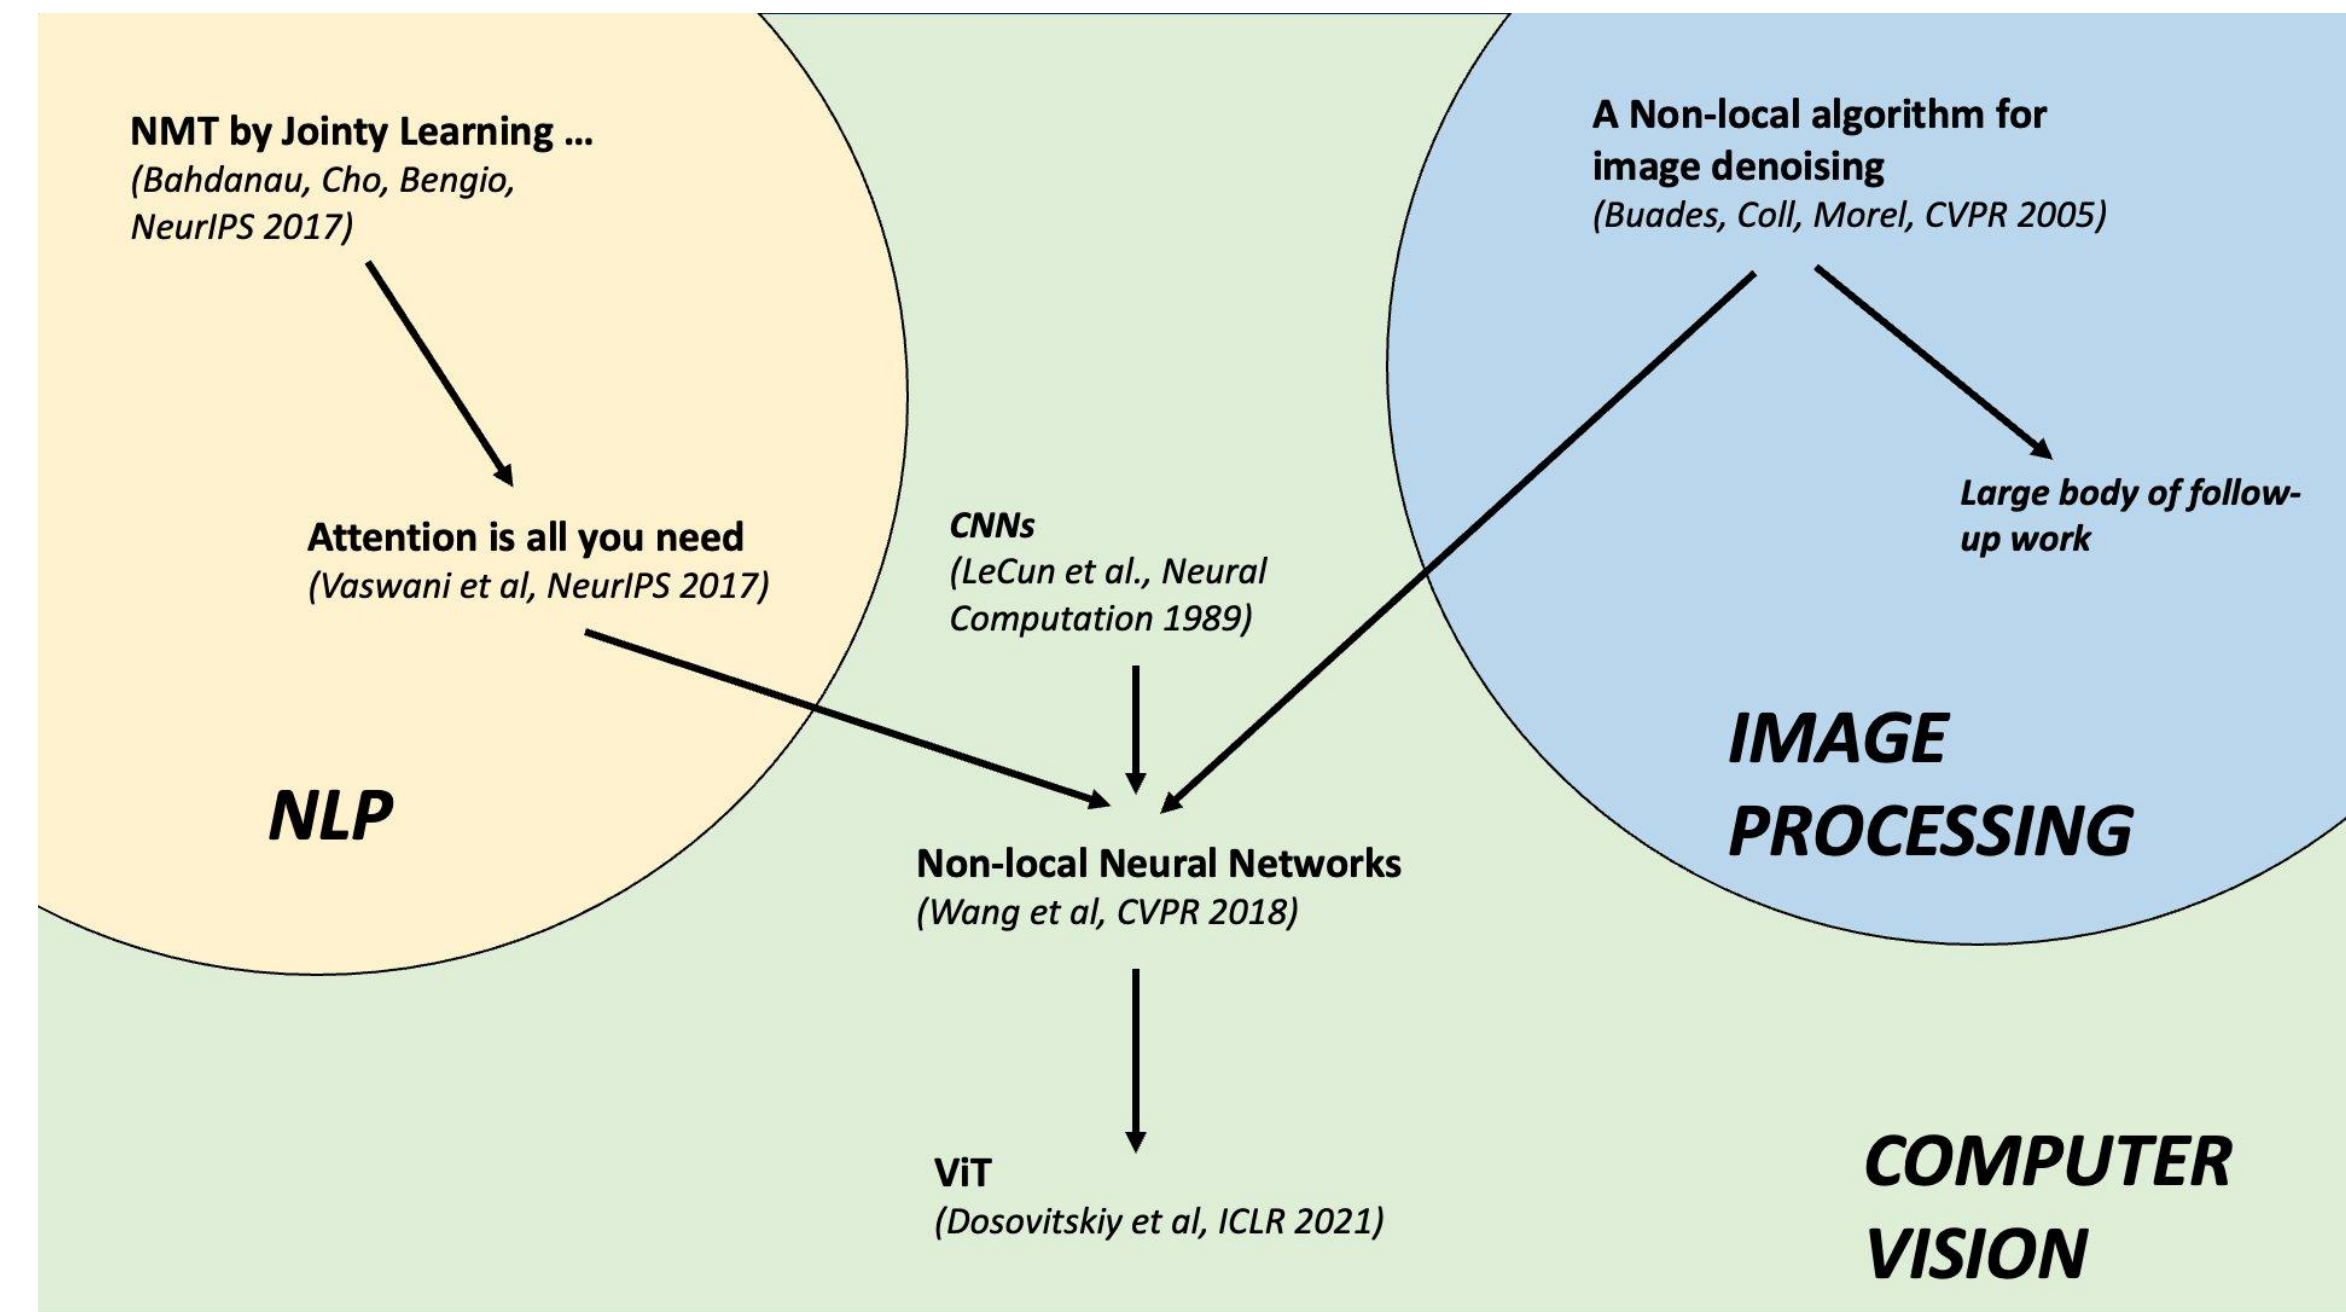 NMT by Jointy Learning ...
(Bahdanau, Cho, Bengio,
NeurIPS 2017)
A Non-local algorithm for
image denoising
(Buades, Coll, Morel, CVPR 2005)
Attention is all you need
(Vaswani et al, NeurIPS 2017)
CNNs
(LeCun et al., Neural
Computation 1989)
Large body of follow-
up work
NLP
IMAGE
PROCESSING
Non-local Neural Networks
(Wang et al, CVPR 2018)
ViT
(Dosovitskiy et al, ICLR 2021)
COMPUTER
VISION